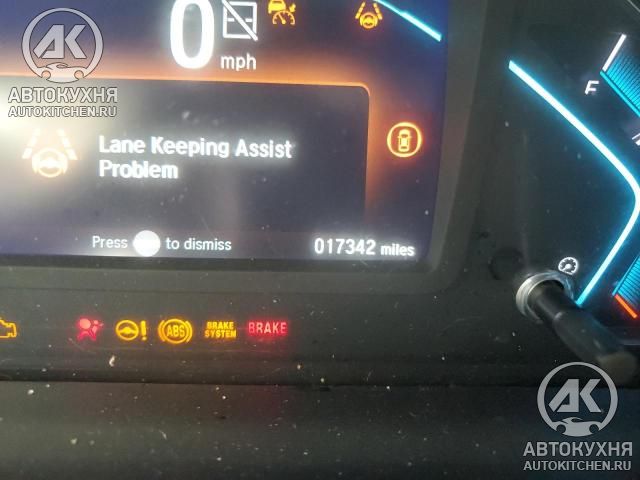 0
mph
F
АК
АВТОКУХНЯ
AUTOKITCHEN.RU
Lane Keeping Assist
Problem
Press to dismiss
017342 miles
ABS
BRAKE
SYSTEM
BRAKE
АК
АВТОКУХНЯ
AUTOKITCHEN.RU